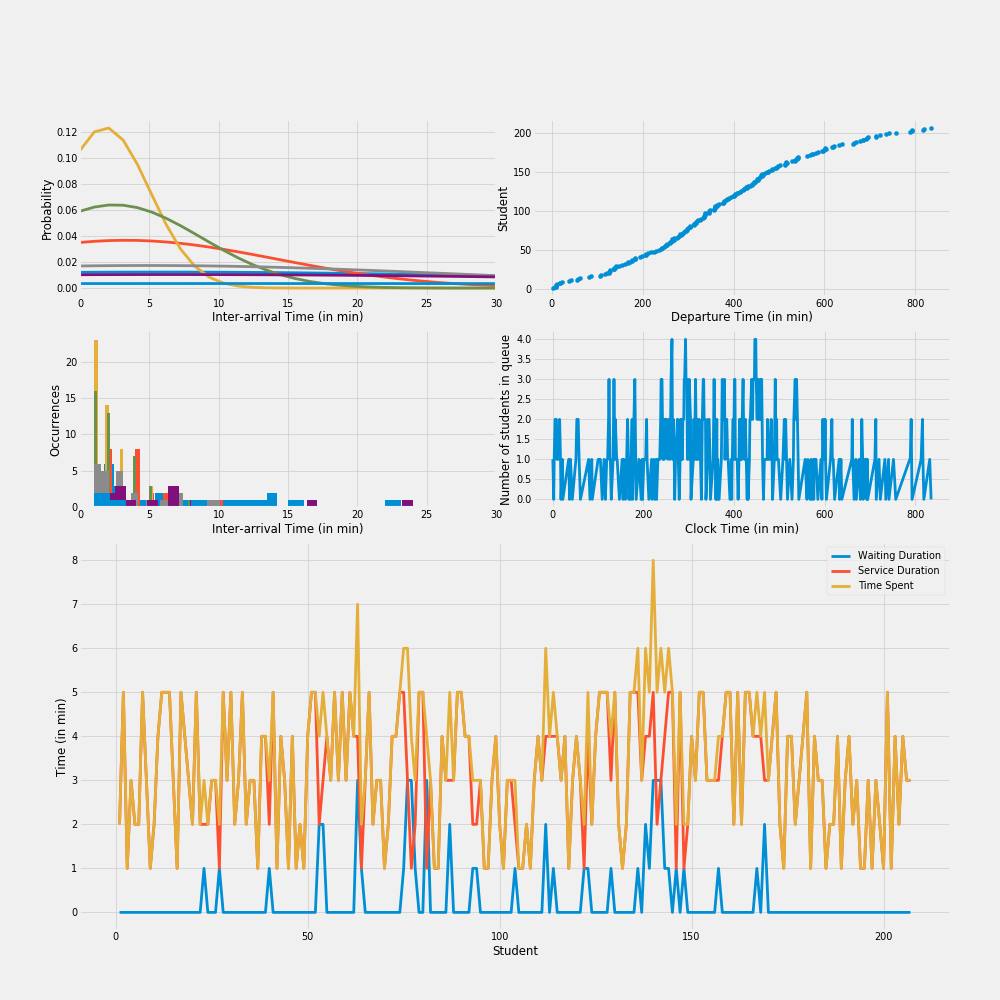 0.12
0.10
0.08
0.06
0.04
0.02
0.00
Probability
0 5 10 15 20 25 30
Inter-arrival Time (in min)
200
150
100
50
0
Student
0 200 400 600 800
Departure Time (in min)
20
15
10
5
0
Occurrences
0 5 10 15 20 25 30
Inter-arrival Time (in min)
4.0
3.5
3.0
2.5
2.0
1.5
1.0
0.5
0.0
Number of students in queue
0 200 400 600 800
Clock Time (in min)
8
7
6
5
4
3
2
1
0
Time (in min)
Waiting Duration
Service Duration
Time Spent
0 50 100 150 200
Student